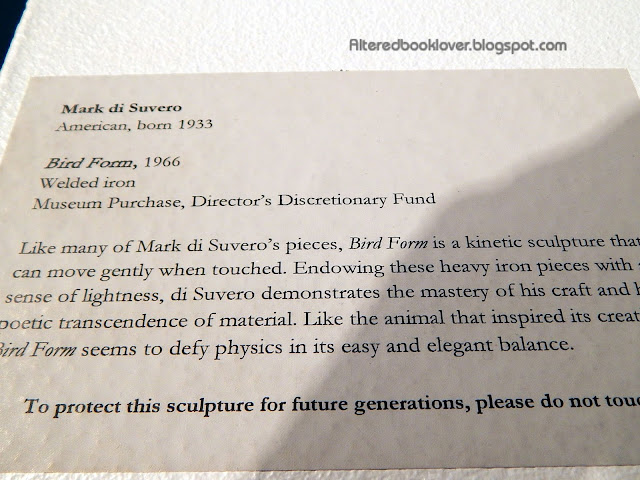 Alteredbooklover.blogspot.com
Mark di Suvero
American, born 1933
Bird Form, 1966
Welded iron
Museum Purchase, Director's Discretionary Fund
Like many of Mark di Suvero's pieces, Bird Form is a kinetic sculpture that
can move gently when touched. Endowing these heavy iron pieces with
sense of lightness, di Suvero demonstrates the mastery of his craft and
poetic transcendence of material. Like the animal that inspired its
Bird Form seems to defy physics in its easy and elegant balance.
To protect this sculpture for future generations, please do not